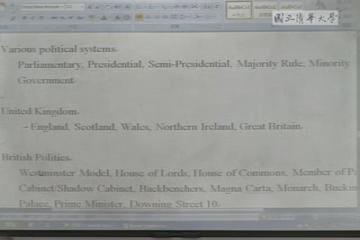 國立清華大學
Various political systems
Parliamentary, Presidential, Semi-Presidential, Majority Rule, Minority
Government
United Kingdom
- England, Scotland, Wales, Northern Ireland, Great Britain
British Politics
Westminster Model, House of Lords, House of Commons, Member of Pa
Cabinet/Shadow Cabinet, Backbenchers, Magna Carta, Monarch, Buckin
Palace, Prime Minister, Downing Street 10